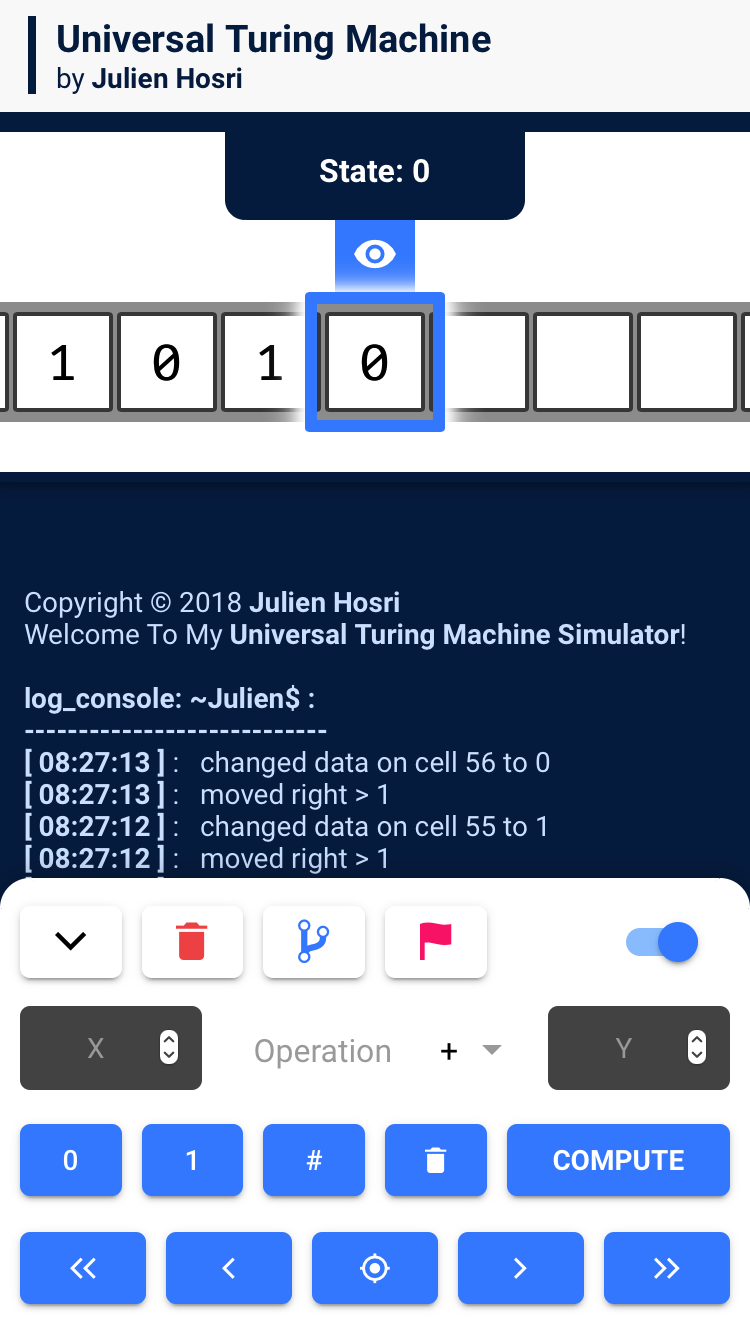 Universal Turing Machine
by Julien Hosri
State: 0
1 0 1 0
Copyright © 2018 Julien Hosri
Welcome To My Universal Turing Machine Simulator!
log_console: ~Julien$ :
----------------------------
[ 08:27:13 ] : changed data on cell 56 to 0
[ 08:27:13 ] : moved right > 1
[ 08:27:12 ] : changed data on cell 55 to 1
[ 08:27:12 ] : moved right > 1
X Operation + Y
0 1 # COMPUTE